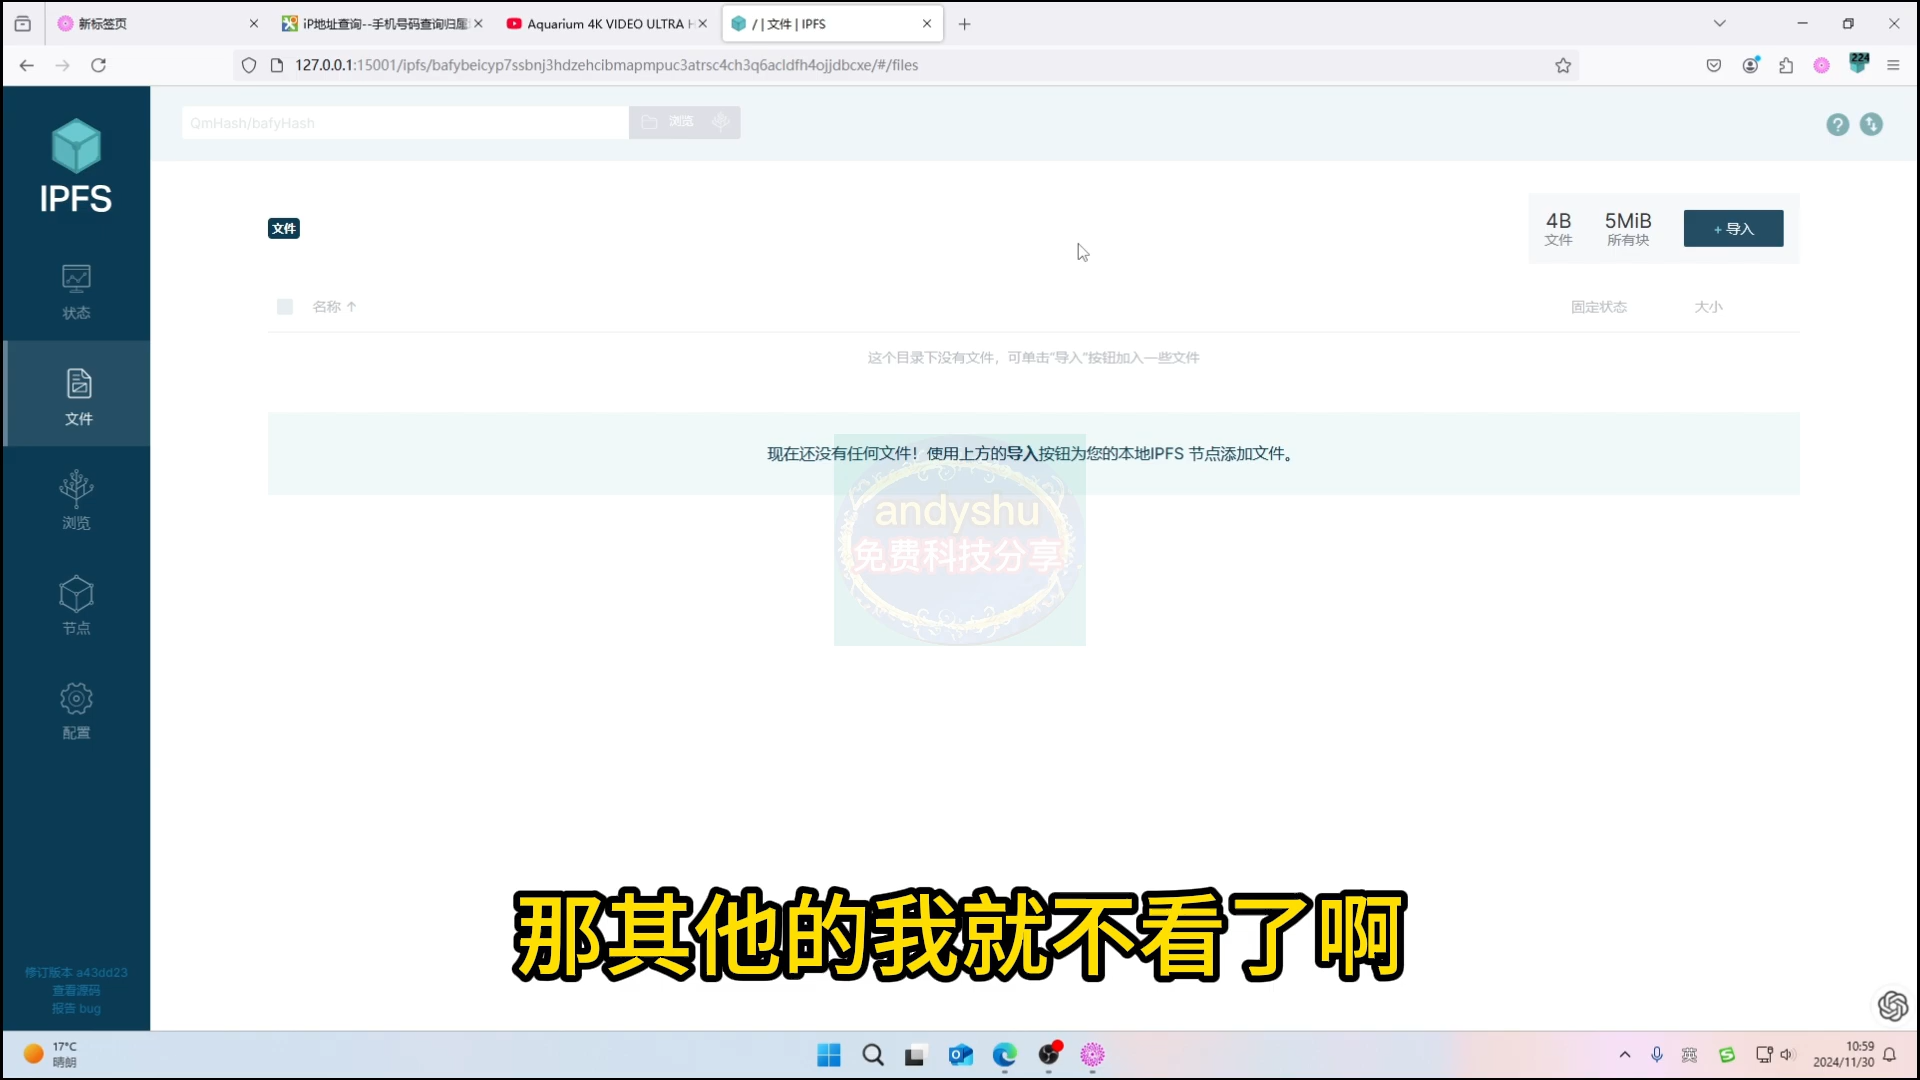 新标签页
iP地址查询--手机号码查询归属
Aquarium 4K VIDEO ULTRA H
/ | 文件 | IPFS
127.0.0.1:15001/ipfs/bafybeicyp7ssbnj3hdzehcibmapmpuc3atrsc4ch3q6acldfh4ojjdbcxe/#/files
224
IPFS
QmHash/bafyHash
浏览
状态
文件
浏览
节点
配置
修订版本 a43dd23
查看源码
报告 bug
文件
4B
文件
5MiB
所有块
+ 导入
名称 ↑
固定状态
大小
这个目录下没有文件，可单击“导入”按钮加入一些文件
现在还没有任何文件！使用上方的导入按钮为您的本地IPFS 节点添加文件。
andyshu
免费科技分享
那其他的我就不看了啊
17°C
晴朗
英
10:59
2024/11/30